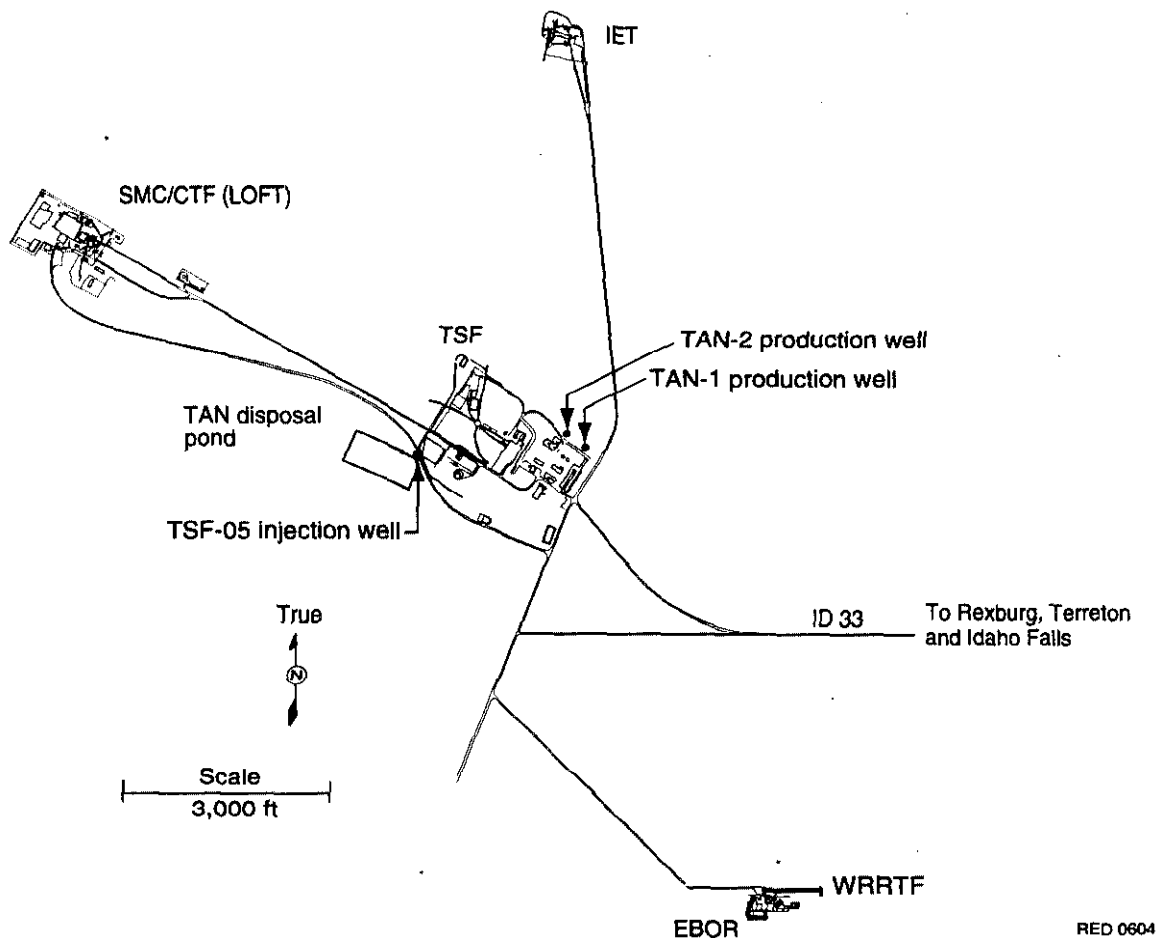 IET
SMC/CTF (LOFT)
TSF
TAN-2 production well
TAN-1 production well
TAN disposal
pond
TSF-05 injection well
True
N
ID 33
To Rexburg, Terreton
and Idaho Falls
Scale
3,000 ft
WRRTF
EBOR
RED 0604